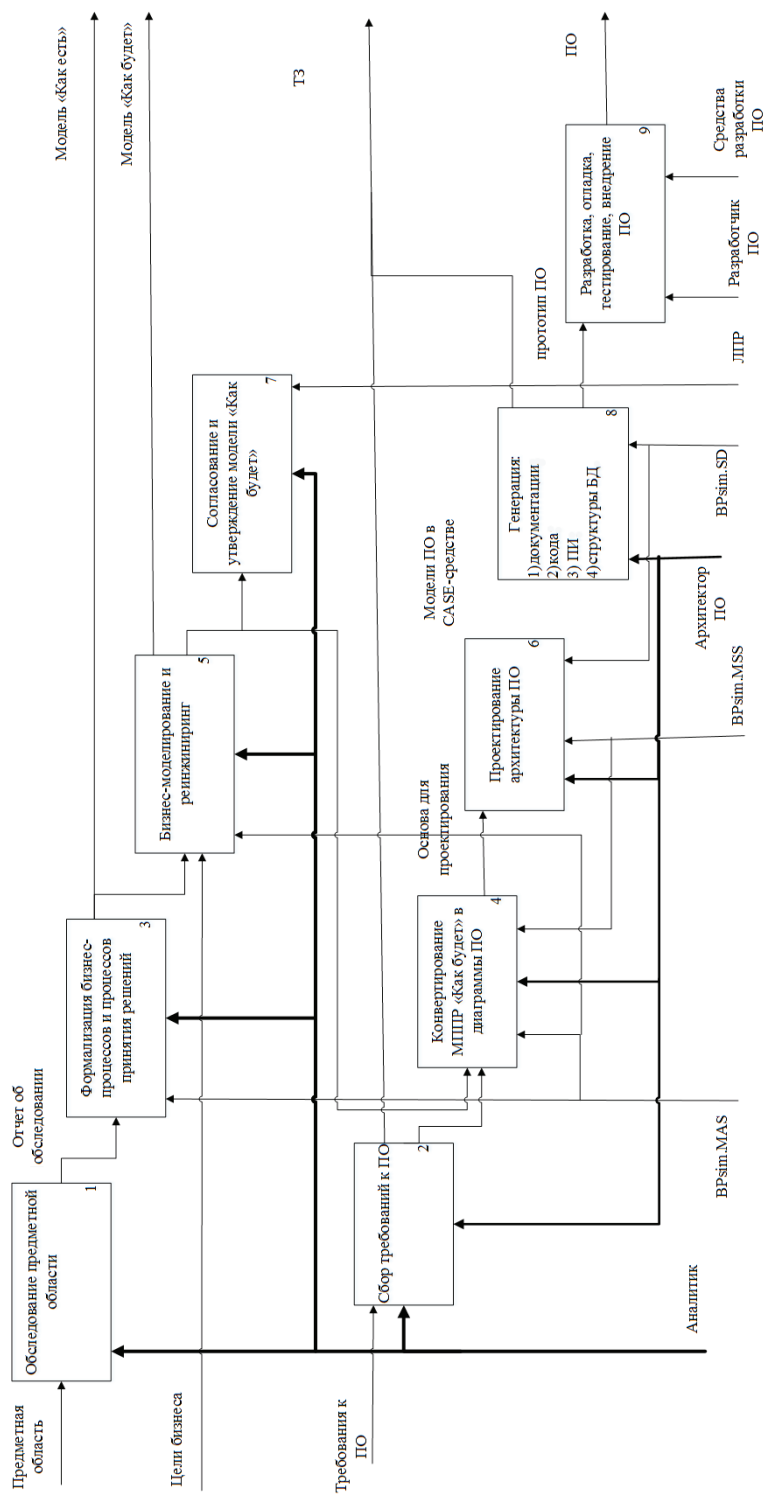 Предметная
область
Цели бизнеса
Требования к
ПО
Обследование предметной
области
1
Отчет об
обследовании
Формализация бизнес-
процессов и процессов
принятия решений
3
Бизнес-моделирование и
реинжиниринг
5
Согласование и
утверждение модели «Как
будет»
7
Модель «Как есть»
Модель «Как будет»
ТЗ
ПО
Сбор требований к ПО
2
Конвертирование
МППР «Как будет» в
диаграммы ПО
4
Основа для
проектирования
Проектирование
архитектуры ПО
6
Модели ПО в
CASE-средстве
Генерация:
1)документации
2)кода
3) ПИ
4)структуры БД
8
прототип ПО
Разработка, отладка,
тестирование, внедрение
ПО
9
Аналитик
BPsim.MAS
BPsim.MSS
Архитектор
ПО
BPsim.SD
ЛПР
Разработчик
ПО
Средства
разработки
ПО